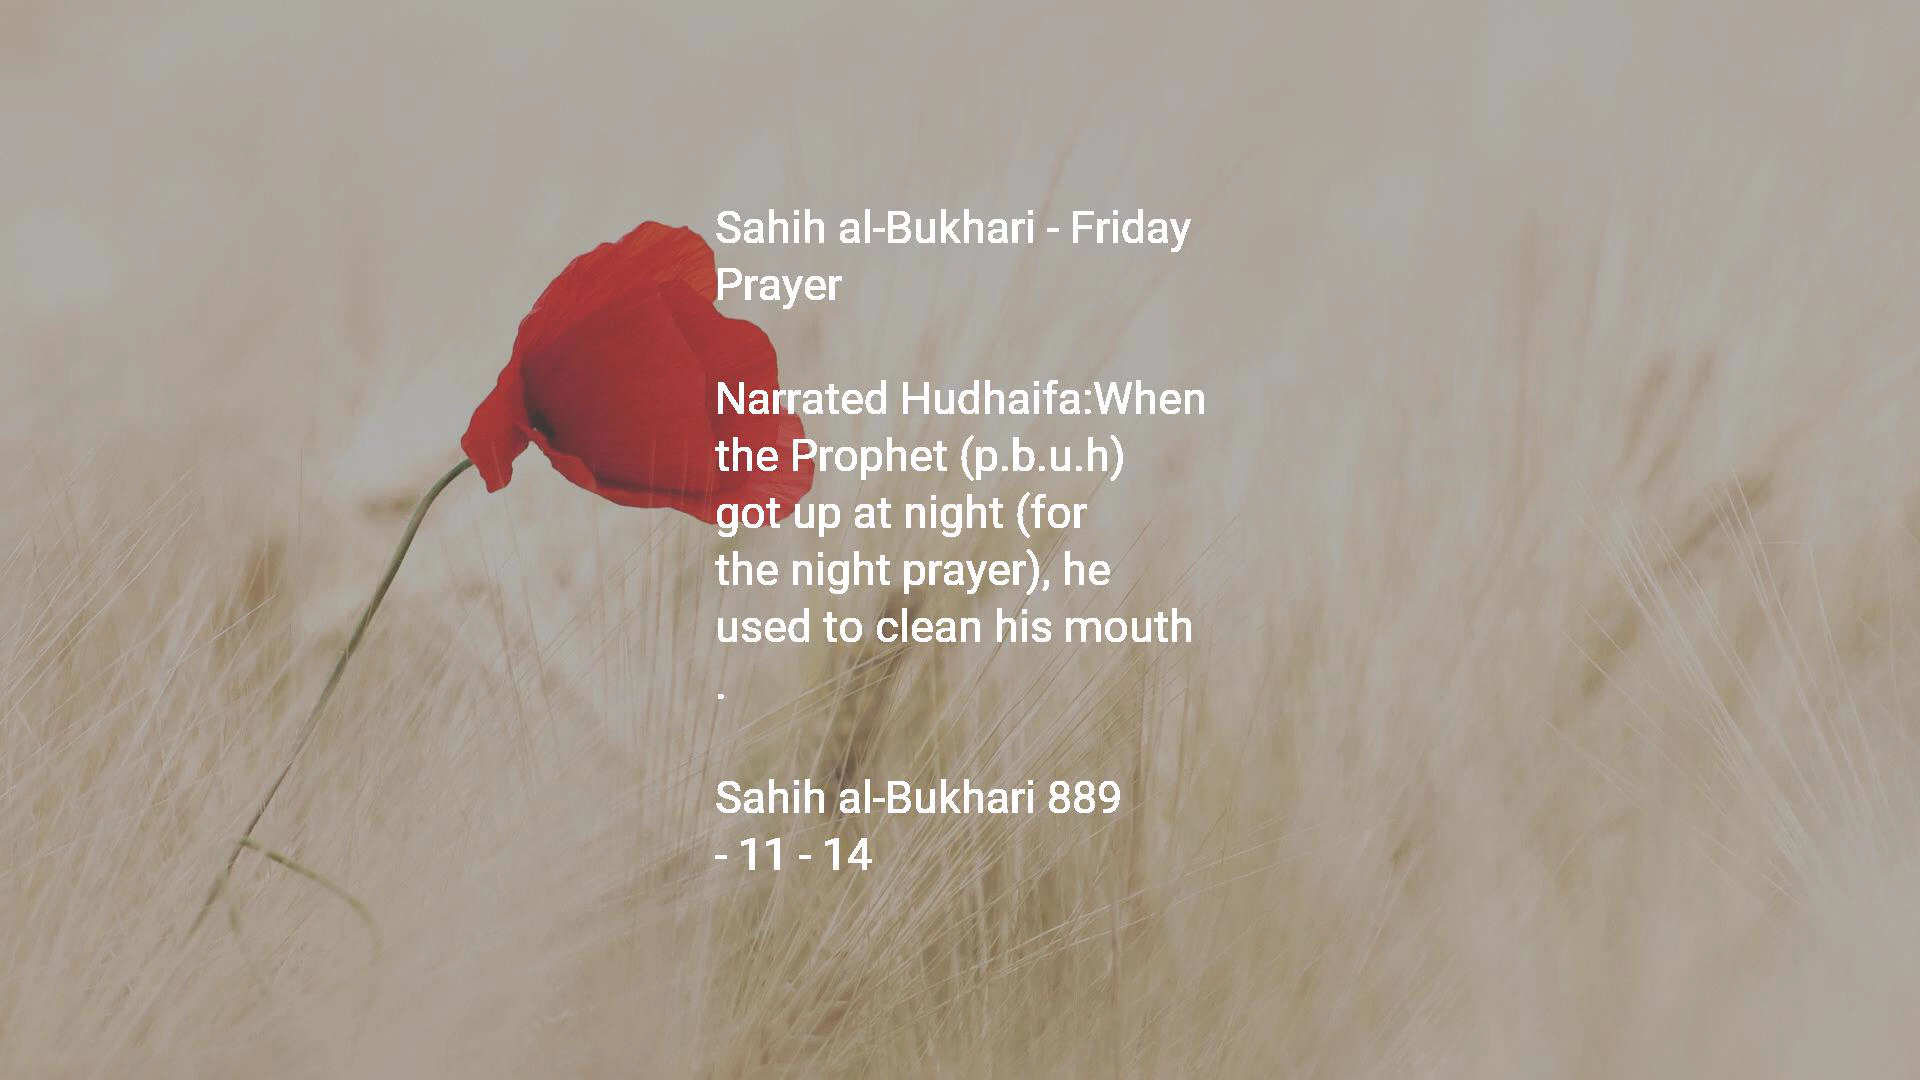 Sahih al-Bukhari - Friday
Prayer
Narrated Hudhaifa:When
the Prophet (p.b.u.h)
got up at night (for
the night prayer), he
used to clean his mouth
.
Sahih al-Bukhari 889
- 11 - 14